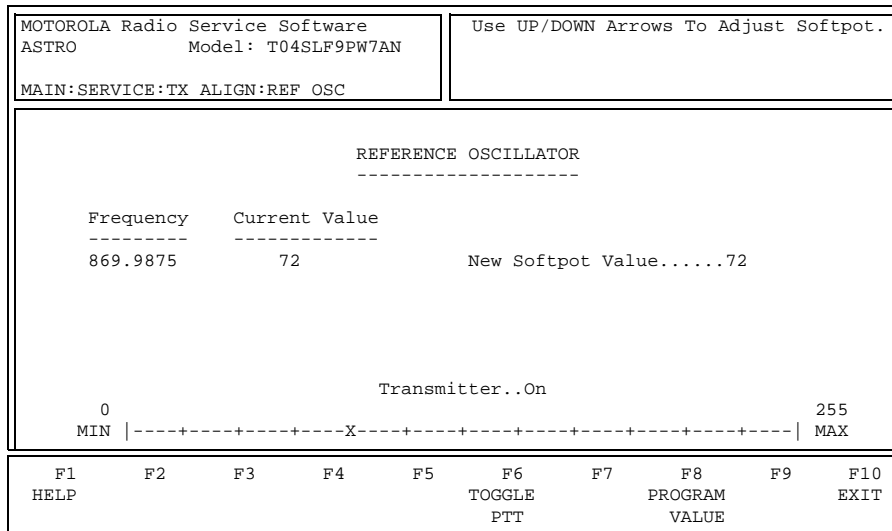 MOTOROLA Radio Service Software
ASTRO Model: T04SLF9PW7AN
MAIN:SERVICE:TX ALIGN:REF OSC
Use UP/DOWN Arrows To Adjust Softpot.
REFERENCE OSCILLATOR
---------------------
Frequency Current Value
--------- -------------
869.9875 72 New Softpot Value......72
Transmitter..On
0 255
MIN |----+----+----+----X----+----+----+----+----+----+----+----| MAX
F1 F2 F3 F4 F5 F6 F7 F8 F9 F10
HELP TOGGLE PROGRAM EXIT
PTT VALUE